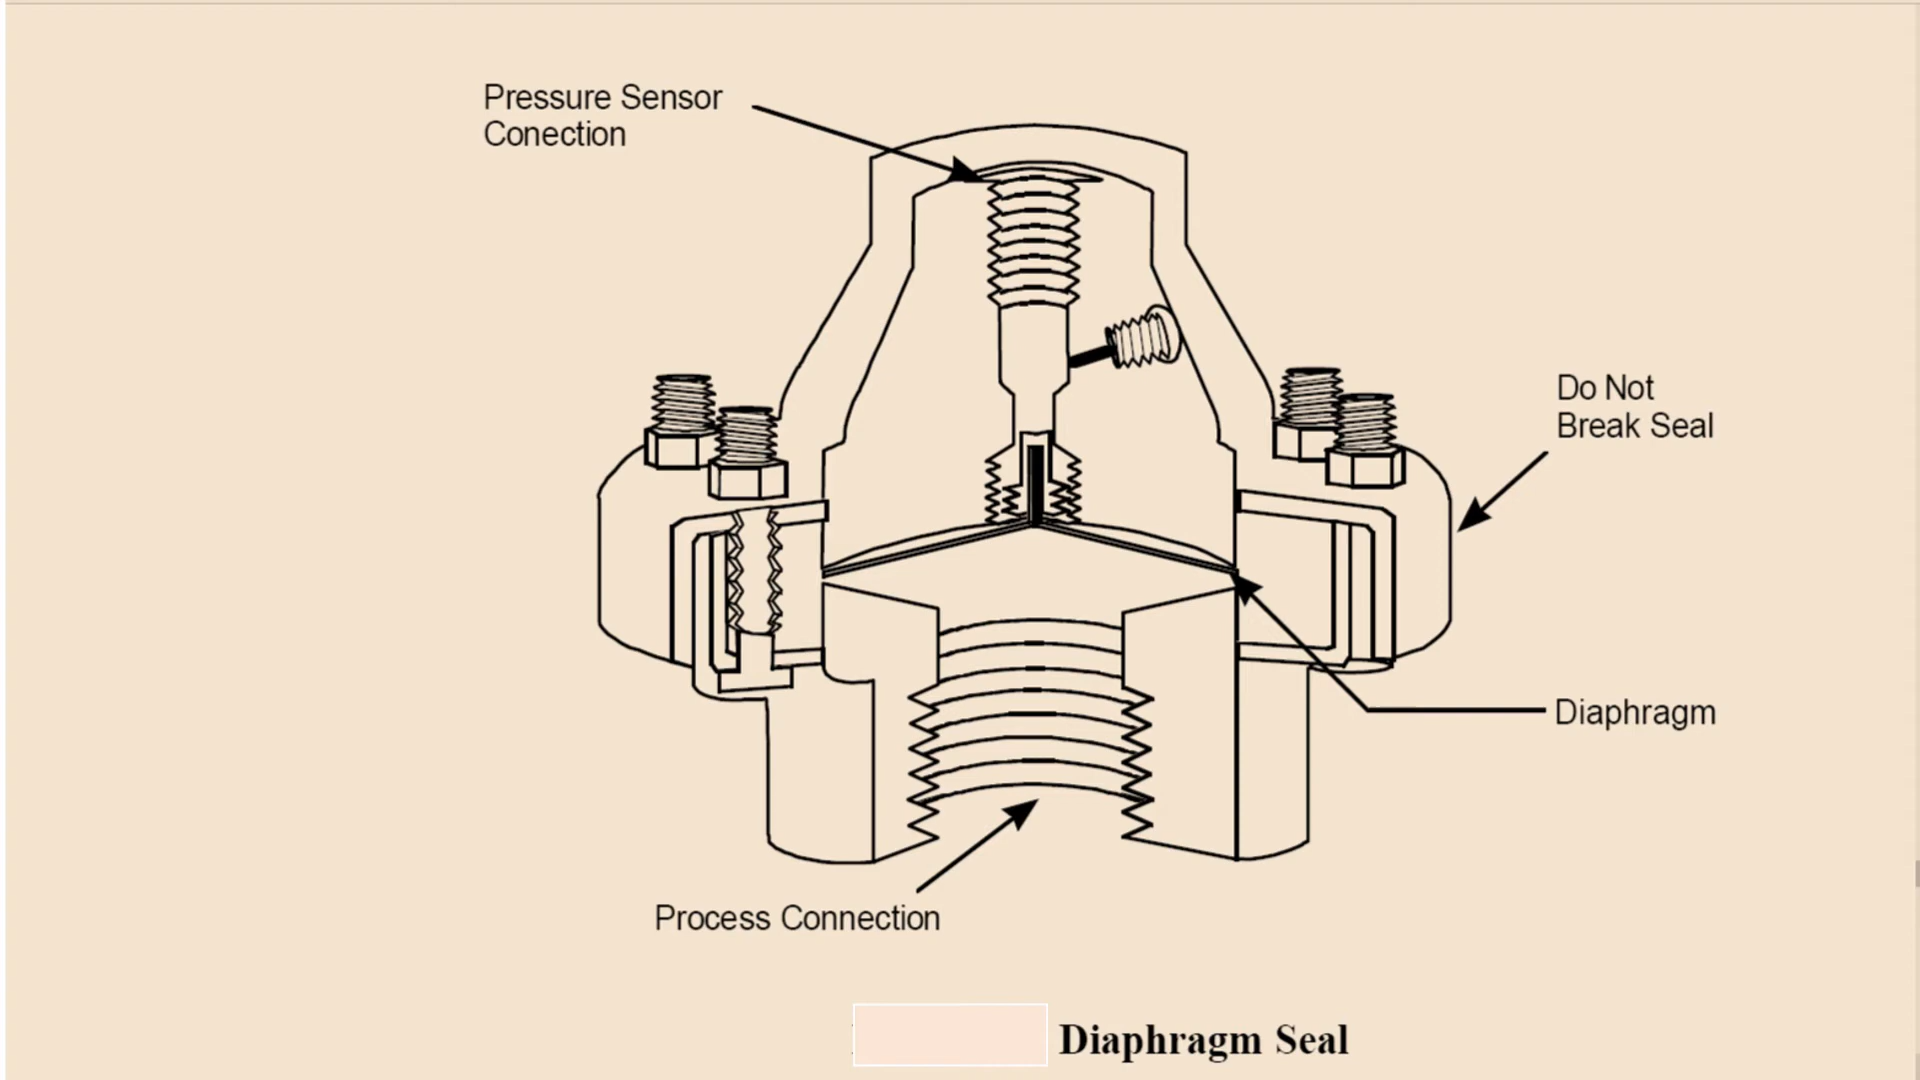 Pressure Sensor
Conection
Do Not
Break Seal
Diaphragm
Process Connection
Diaphragm Seal